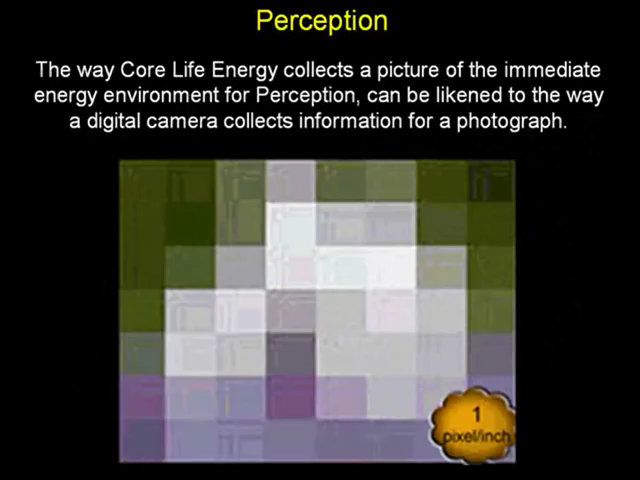 Perception
The way Core Life Energy collects a picture of the immediate
energy environment for Perception, can be likened to the way
a digital camera collects information for a photograph.
1
pixel/inch